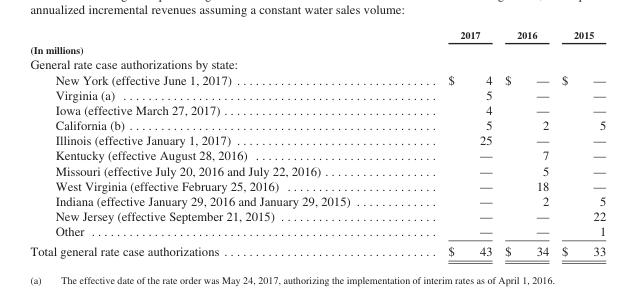 annualized incremental revenues assuming a constant water sales volume:
2017 2016 2015
(In millions)
General rate case authorizations by state:
New York (effective June 1, 2017) . . . . . . . . . . . . . . . . . . . . . . . . . . . . . . . . . $ 4 $ — $ —
Virginia (a) . . . . . . . . . . . . . . . . . . . . . . . . . . . . . . . . . . . . . . . . . . . . . . . . . . . 5 — —
Iowa (effective March 27, 2017) . . . . . . . . . . . . . . . . . . . . . . . . . . . . . . . . . . . 4 — —
California (b) . . . . . . . . . . . . . . . . . . . . . . . . . . . . . . . . . . . . . . . . . . . . . . . . . 5 2 5
Illinois (effective January 1, 2017) . . . . . . . . . . . . . . . . . . . . . . . . . . . . . . . . . 25 — —
Kentucky (effective August 28, 2016) . . . . . . . . . . . . . . . . . . . . . . . . . . . . . . — 7 —
Missouri (effective July 20, 2016 and July 22, 2016) . . . . . . . . . . . . . . . . . . . — 5 —
West Virginia (effective February 25, 2016) . . . . . . . . . . . . . . . . . . . . . . . . . — 18 —
Indiana (effective January 29, 2016 and January 29, 2015) . . . . . . . . . . . . . . — 2 5
New Jersey (effective September 21, 2015) . . . . . . . . . . . . . . . . . . . . . . . . . . — — 22
Other . . . . . . . . . . . . . . . . . . . . . . . . . . . . . . . . . . . . . . . . . . . . . . . . . . . . . . . — — 1
Total general rate case authorizations . . . . . . . . . . . . . . . . . . . . . . . . . . . . . . . . . . $ 43 $ 34 $ 33
(a) The effective date of the rate order was May 24, 2017, authorizing the implementation of interim rates as of April 1, 2016.